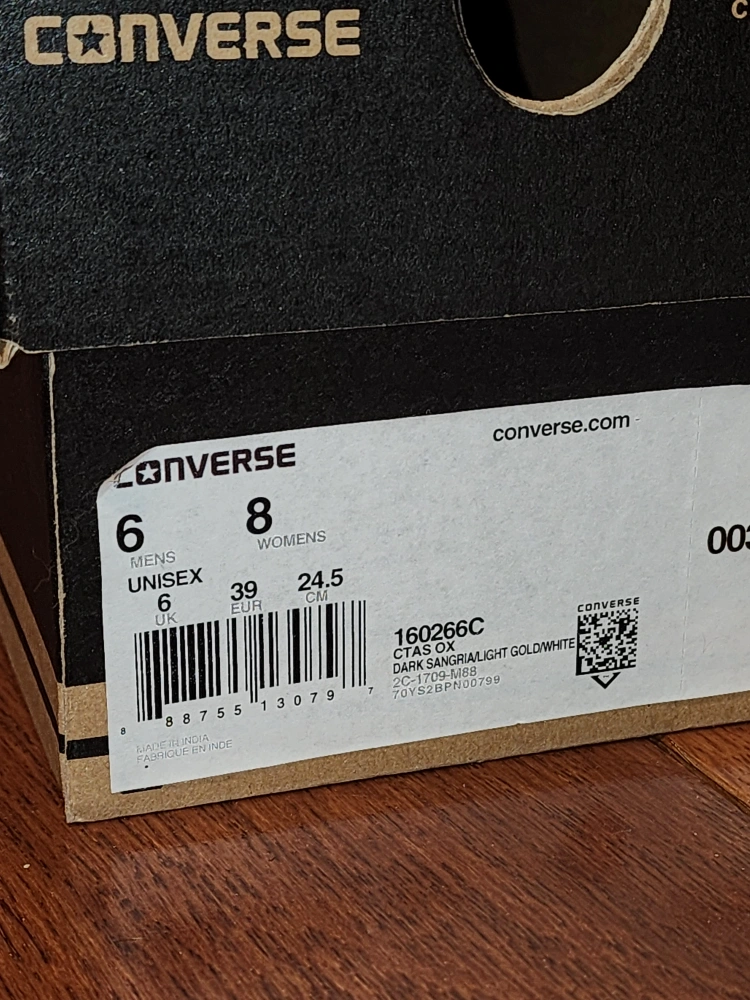 CONVERSE
C
CONVERSE
converse.com
6 8
MENS WOMENS
UNISEX
6 39 24.5
UK EUR CM
003
160266C
CTAS OX
DARK SANGRIA/LIGHT GOLD/WHITE
2C-1709-M88
70YS2BPN00799
CONVERSE
8 88755 13079 7
MADE IN INDIA
FABRIQUE EN INDE